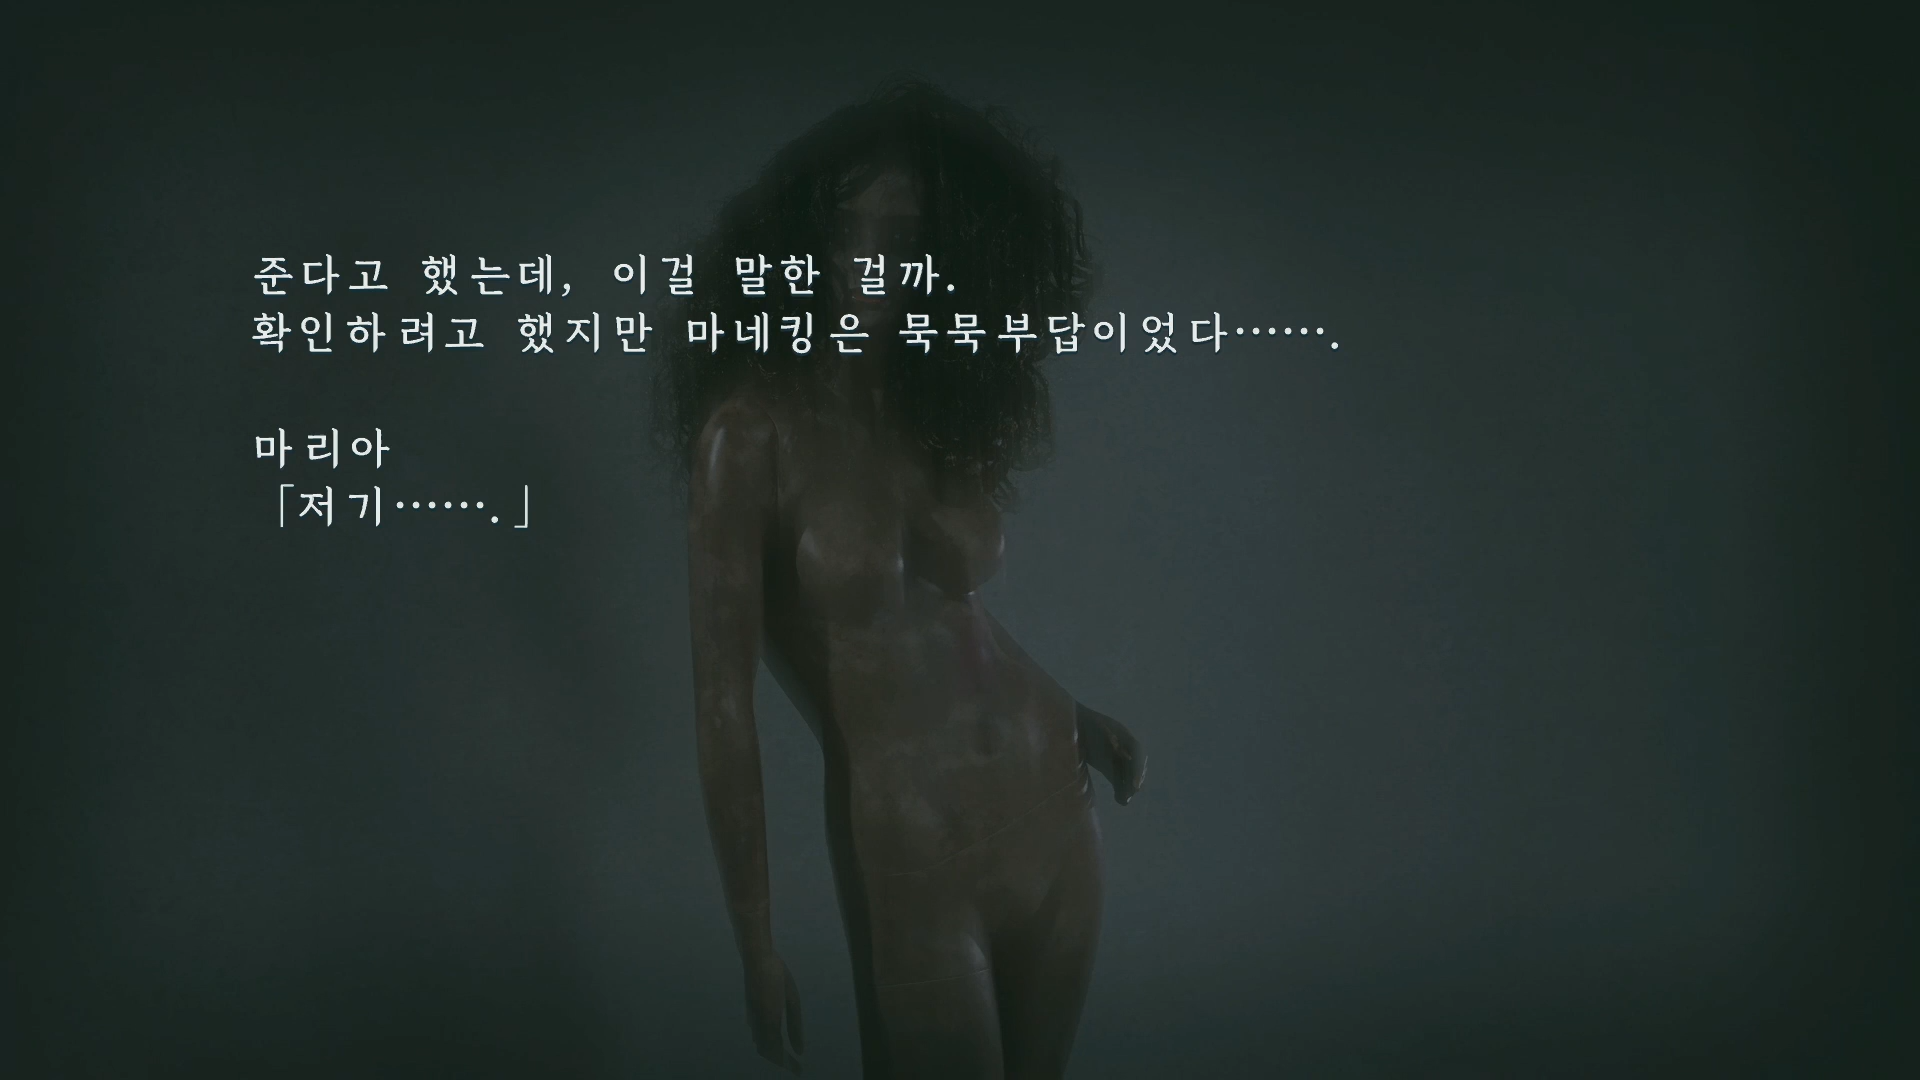 준다고 했는데, 이걸 말한 걸까.
확인하려고 했지만 마네킹은 묵묵부답이었다…….
마리아
「저기…….」